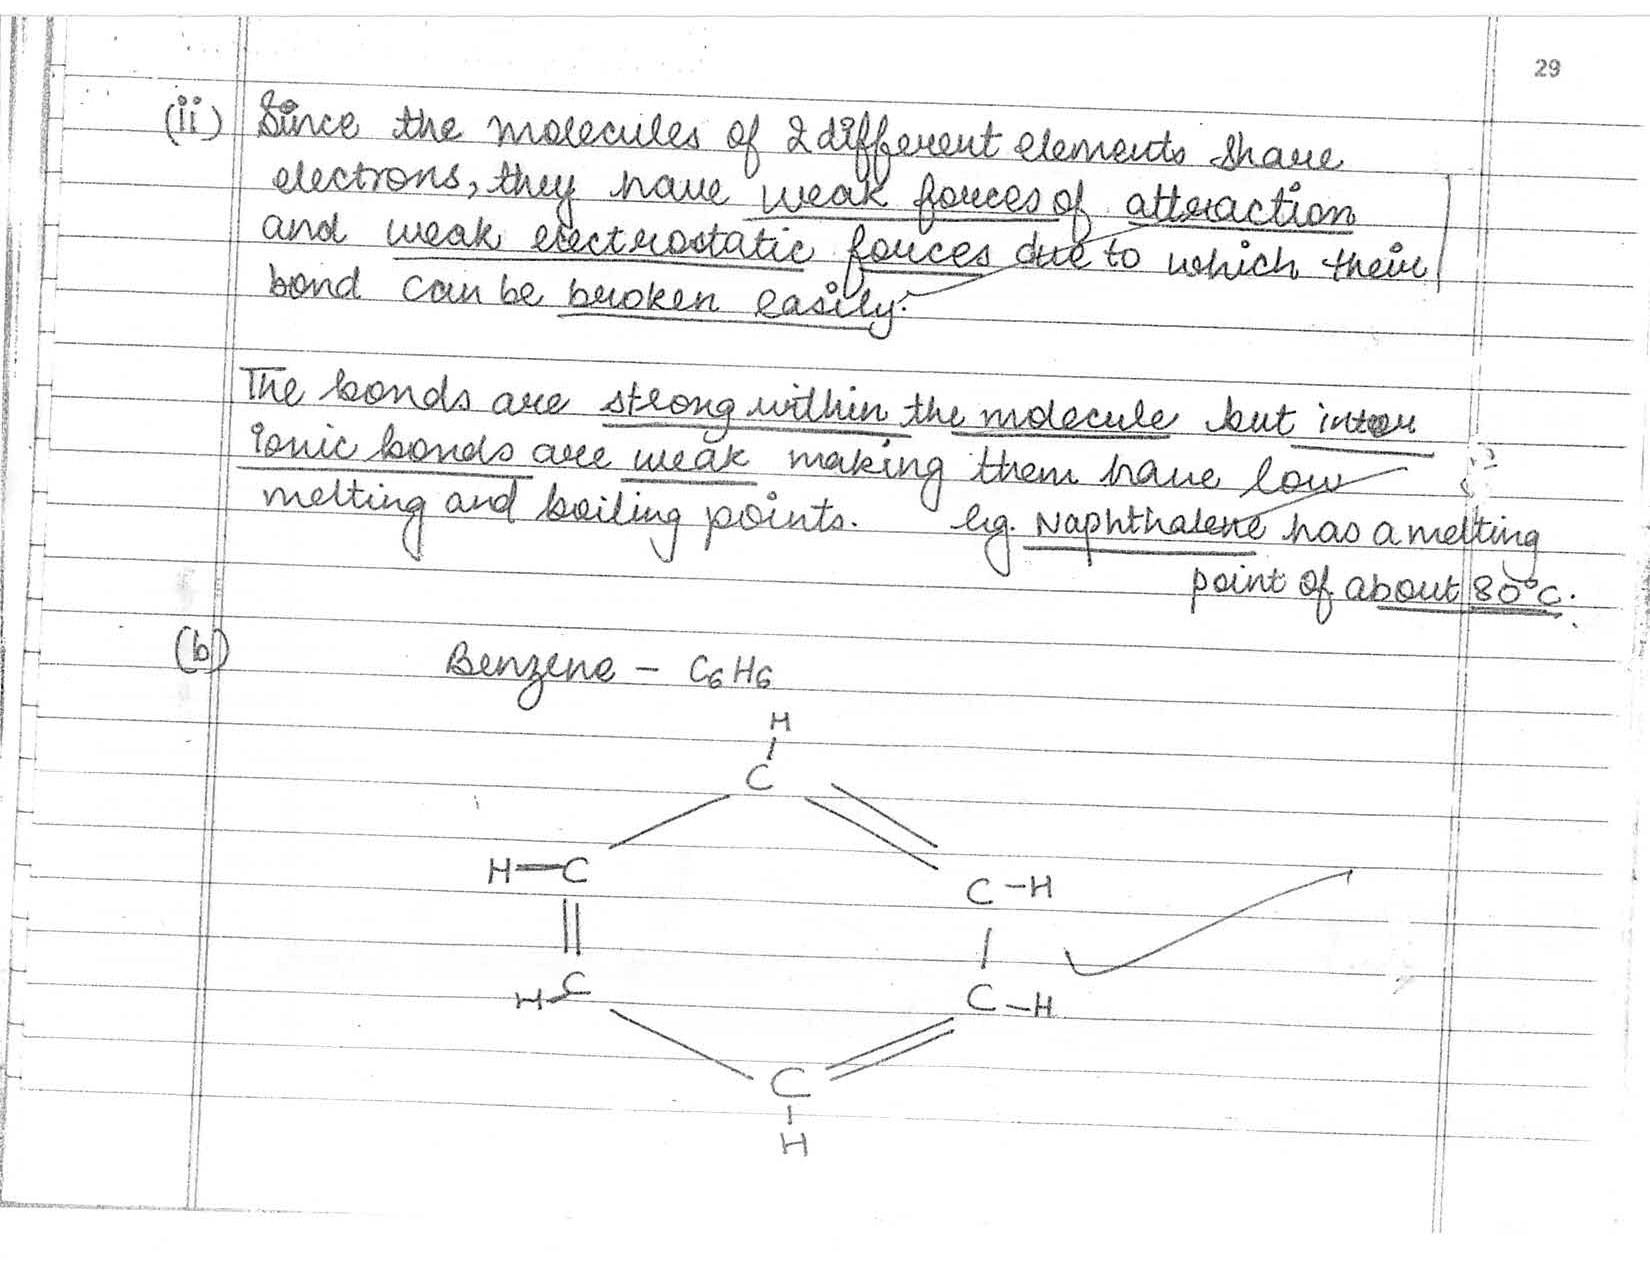 29
(ii) Since the molecules of 2 different elements share
electrons, they have weak forces of attraction
and weak electrostatic forces due to which their
bond can be broken easily.
The bonds are strong within the molecule but inter
ionic bonds are weak making them have low
melting and boiling points. eg. Naphthalene has a melting
point of about 80°C.
(b) Benzene - C6H6
H
C
H-C
C-H
H-C
C-H
C
H